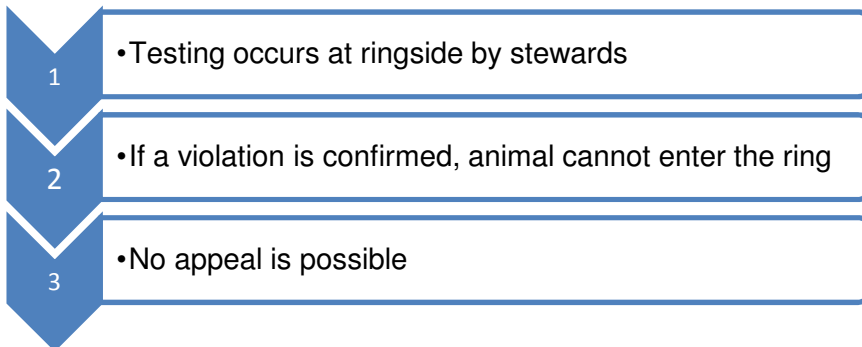 1
•Testing occurs at ringside by stewards
2
•If a violation is confirmed, animal cannot enter the ring
3
•No appeal is possible